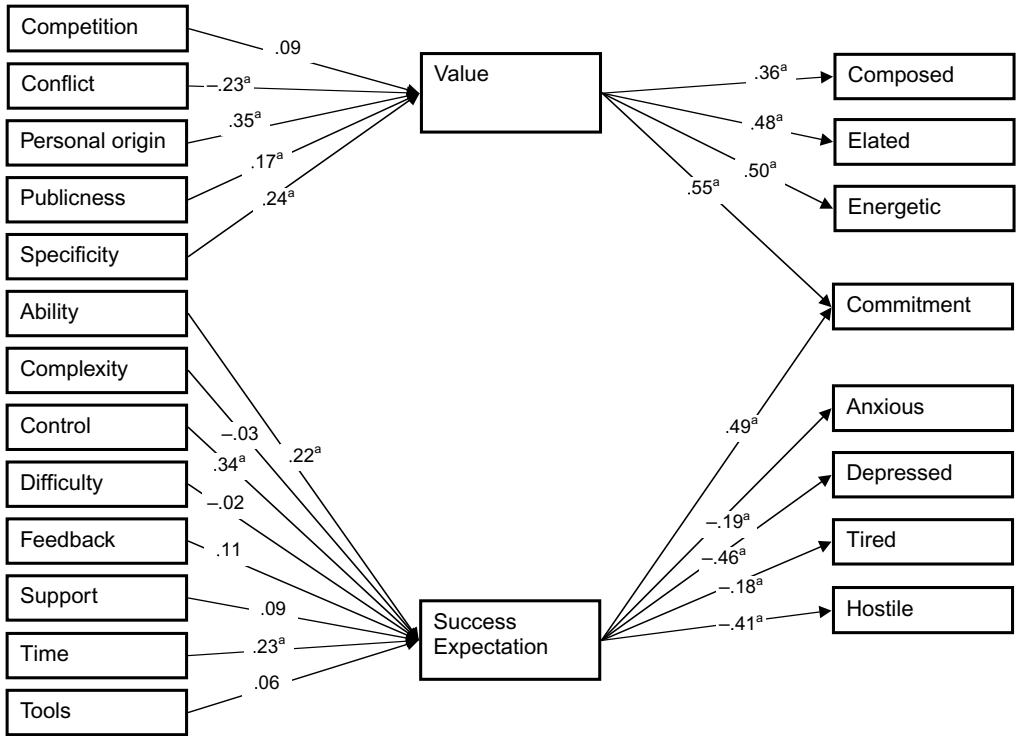 Competition
Conflict
Personal origin
Publicness
Specificity
Ability
Complexity
Control
Difficulty
Feedback
Support
Time
Tools
.09
–.23ᵃ
.35ᵃ
.17ᵃ
.24ᵃ
.22ᵃ
–.03
.34ᵃ
–.02
.11
.09
.23ᵃ
.06
Value
Success
Expectation
.36ᵃ
.48ᵃ
.50ᵃ
.55ᵃ
.49ᵃ
–.19ᵃ
–.46ᵃ
–.18ᵃ
–.41ᵃ
Composed
Elated
Energetic
Commitment
Anxious
Depressed
Tired
Hostile